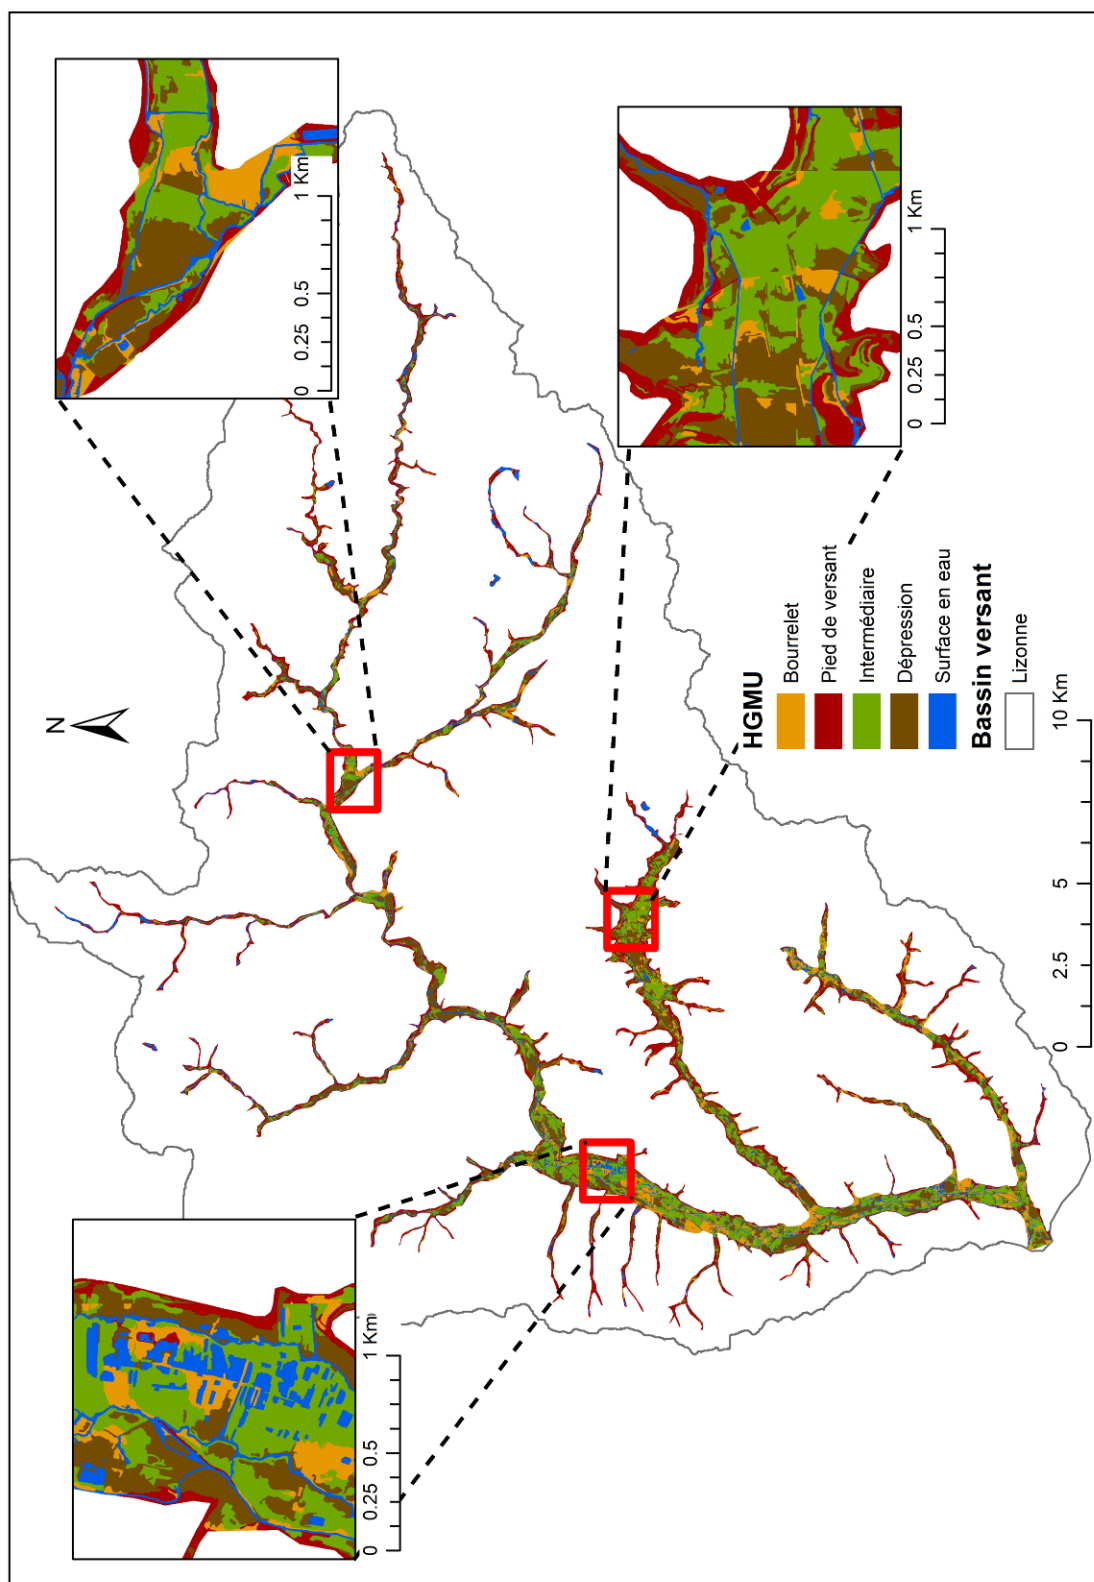 N
0 0.25 0.5 1 Km
0 0.25 0.5 1 Km
0 0.25 0.5 1 Km
HGMU
Bourrelet
Pied de versant
Intermédiaire
Dépression
Surface en eau
Bassin versant
Lizonne
0 2.5 5 10 Km